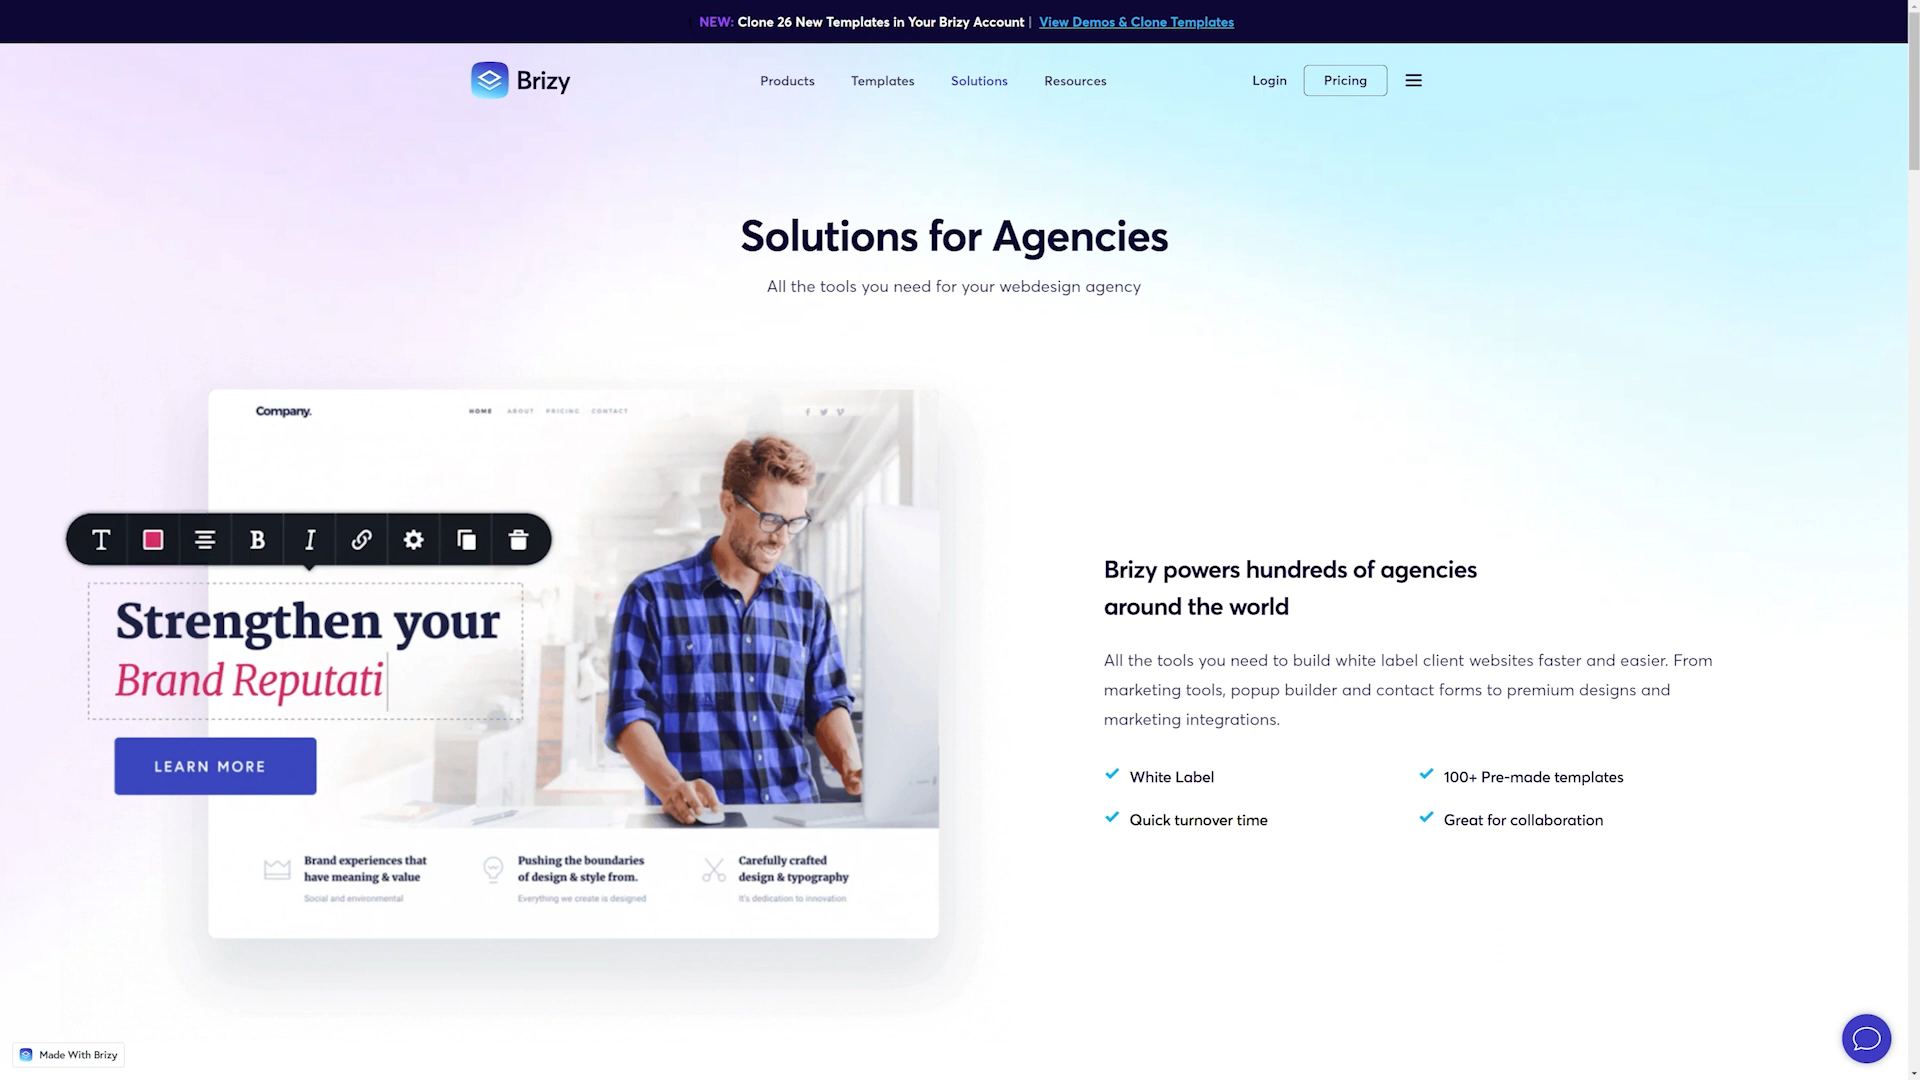 NEW: Clone 26 New Templates in Your Brizy Account | View Demos & Clone Templates
Brizy
Products
Templates
Solutions
Resources
Login
Pricing
Solutions for Agencies
All the tools you need for your webdesign agency
Company.
HOME
ABOUT
PRICING
CONTACT
T
B
I
Strengthen your
Brand Reputati
LEARN MORE
Brand experiences that
have meaning & value
Social and environmental
Pushing the boundaries
of design & style from.
Everything we create is designed
Carefully crafted
design & typography
It's dedication to innovation
Brizy powers hundreds of agencies
around the world
All the tools you need to build white label client websites faster and easier. From
marketing tools, popup builder and contact forms to premium designs and
marketing integrations.
White Label
100+ Pre-made templates
Quick turnover time
Great for collaboration
Made With Brizy